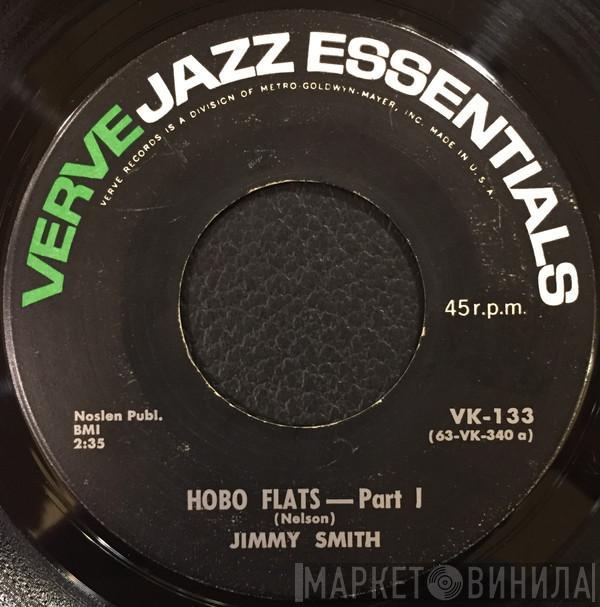 VERVE JAZZ ESSENTIALS
VERVE RECORDS IS A DIVISION OF METRO-GOLDWYN-MAYER, INC. MADE IN U.S.A.
45 r.p.m.
Noslen Publ.
BMI
2:35
VK-133
(63-VK-340 a)
HOBO FLATS — Part I
(Nelson)
JIMMY SMITH
МАРКЕТ ВИНИЛА